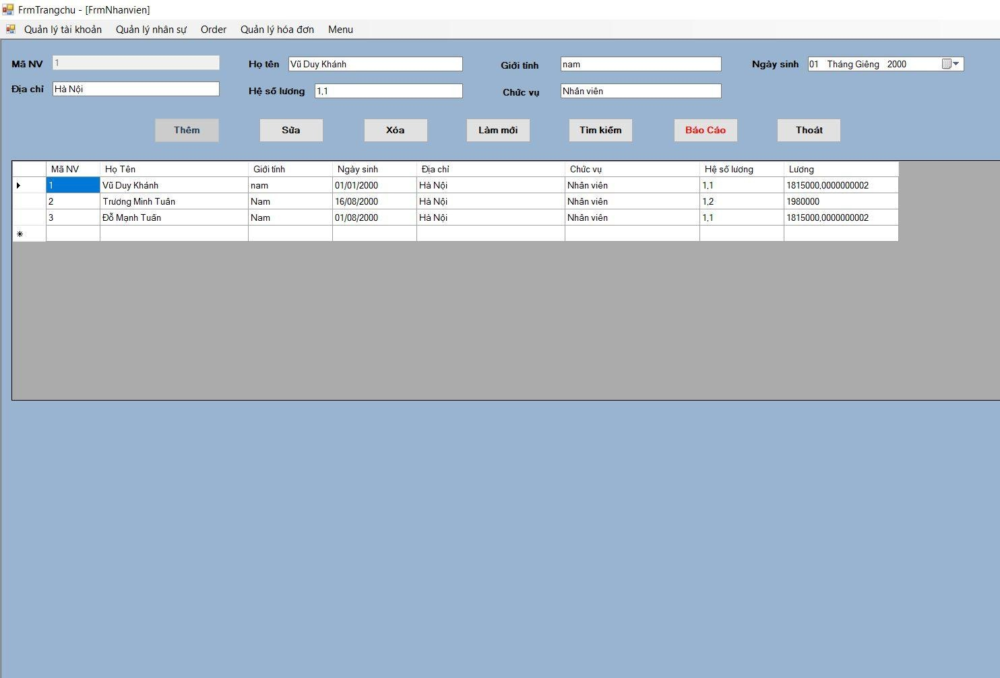 FrmTrangchu - [FrmNhanvien]
Quản lý tài khoản Quản lý nhân sự Order Quản lý hóa đơn Menu
Mã NV 1 Họ tên Vũ Duy Khánh Giới tính nam Ngày sinh 01 Tháng Giêng 2000
Địa chỉ Hà Nội Hệ số lương 1,1 Chức vụ Nhân viên
Thêm Sửa Xóa Làm mới Tìm kiếm Báo Cáo Thoát
Mã NV Họ Tên Giới tính Ngày sinh Địa chỉ Chức vụ Hệ số lương Lương
1 Vũ Duy Khánh nam 01/01/2000 Hà Nội Nhân viên 1,1 1815000,0000000002
2 Trương Minh Tuân Nam 16/08/2000 Hà Nội Nhân viên 1,2 1980000
3 Đỗ Mạnh Tuấn Nam 01/08/2000 Hà Nội Nhân viên 1,1 1815000,0000000002